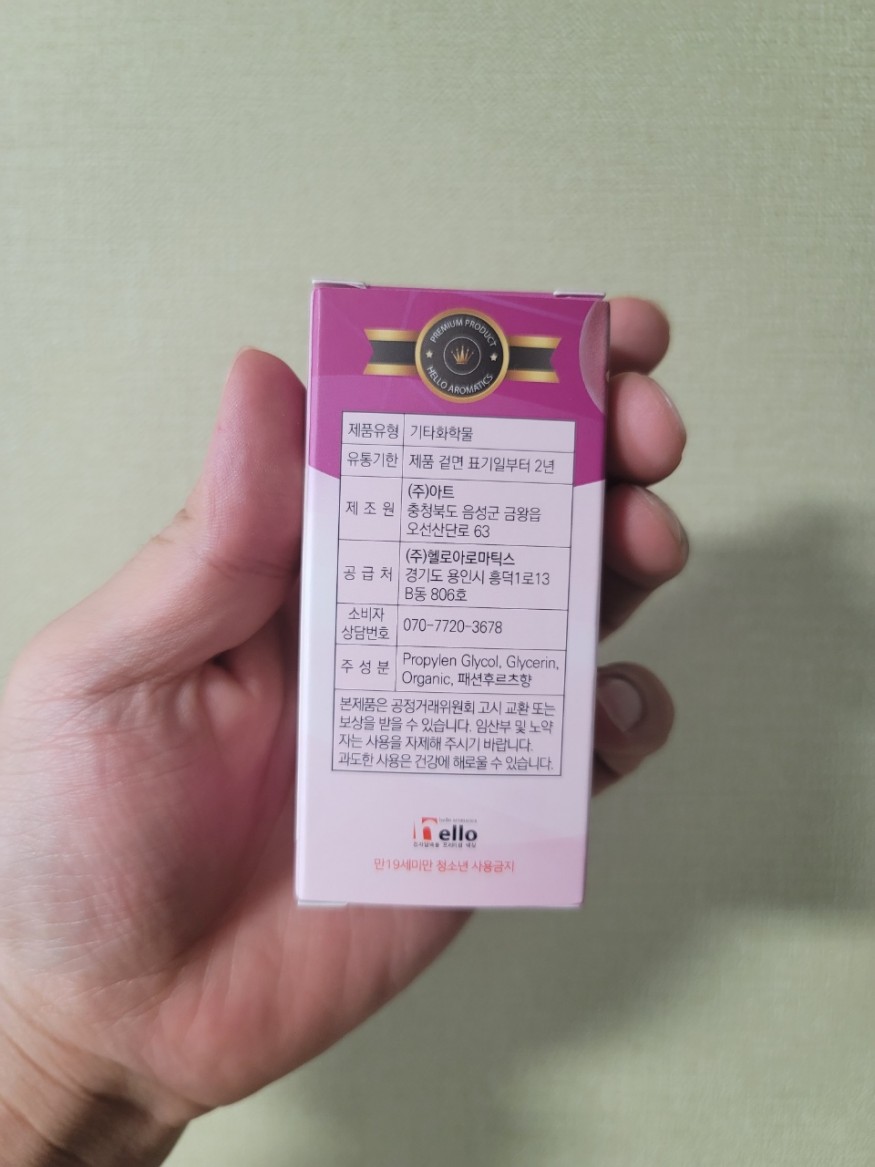 PREMIUM PRODUCT
HELLO AROMATICS
제품유형 기타화학물
유통기한 제품 겉면 표기일부터 2년
제 조 원 (주)아트
충청북도 음성군 금왕읍
오선산단로 63
공 급 처 (주)헬로아로마틱스
경기도 용인시 흥덕1로13
B동 806호
소비자
상담번호 070-7720-3678
주 성 분 Propylen Glycol, Glycerin,
Organic, 패션후르츠향
본제품은 공정거래위원회 고시 교환 또는
보상을 받을 수 있습니다. 임산부 및 노약
자는 사용을 자제해 주시기 바랍니다.
과도한 사용은 건강에 해로울 수 있습니다.
hello
만19세미만 청소년 사용금지